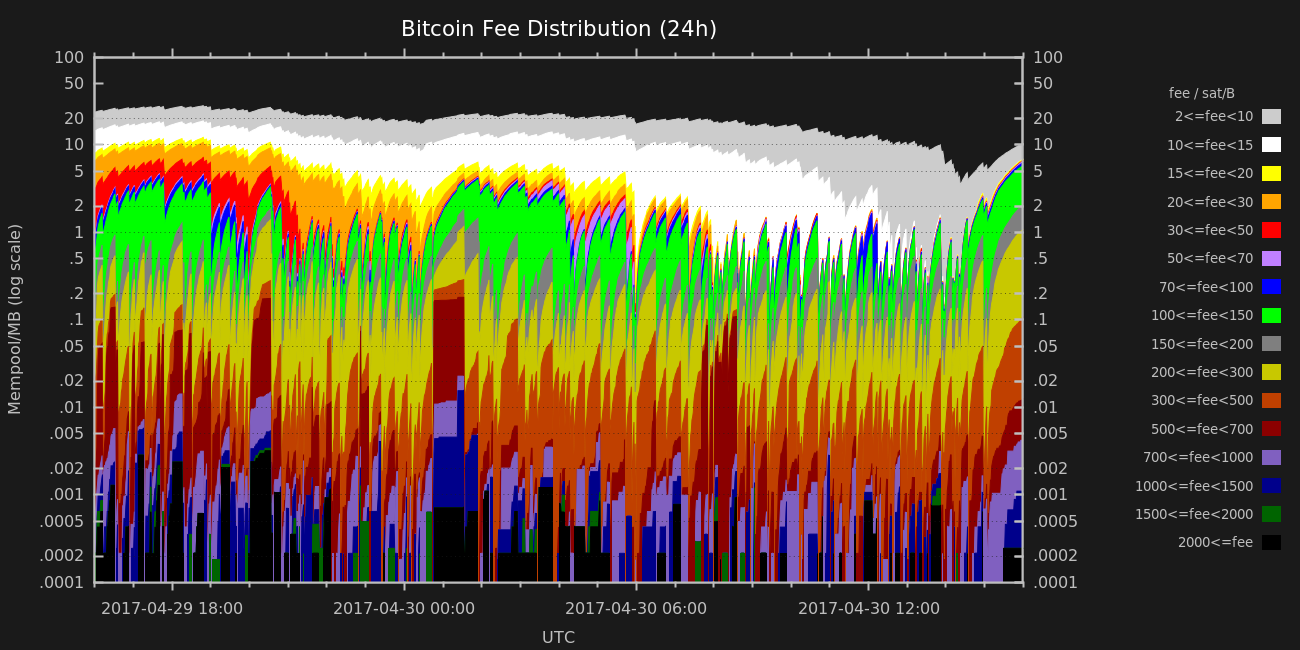 Bitcoin Fee Distribution (24h)
Mempool/MB (log scale)
100
50
20
10
5
2
1
.5
.2
.1
.05
.02
.01
.005
.002
.001
.0005
.0002
.0001
100
50
20
10
5
2
1
.5
.2
.1
.05
.02
.01
.005
.002
.001
.0005
.0002
.0001
fee / sat/B
2<=fee<10
10<=fee<15
15<=fee<20
20<=fee<30
30<=fee<50
50<=fee<70
70<=fee<100
100<=fee<150
150<=fee<200
200<=fee<300
300<=fee<500
500<=fee<700
700<=fee<1000
1000<=fee<1500
1500<=fee<2000
2000<=fee
2017-04-29 18:00 2017-04-30 00:00 2017-04-30 06:00 2017-04-30 12:00
UTC